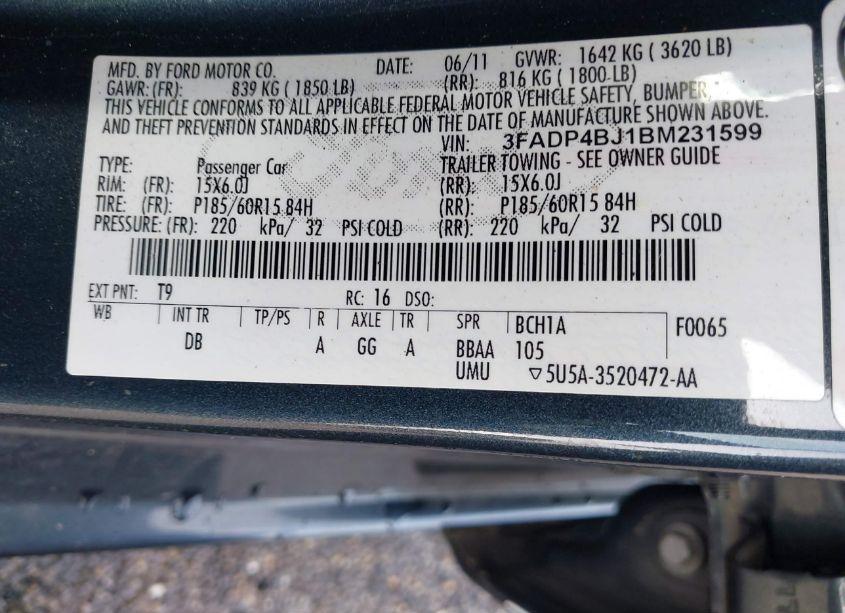 MFD. BY FORD MOTOR CO. DATE: 06/11 GVWR: 1642 KG ( 3620 LB)
GAWR:(FR): 839 KG ( 1850 LB) (RR): 816 KG ( 1800 LB)
THIS VEHICLE CONFORMS TO ALL APPLICABLE FEDERAL MOTOR VEHICLE SAFETY, BUMPER,
AND THEFT PREVENTION STANDARDS IN EFFECT ON THE DATE OF MANUFACTURE SHOWN ABOVE.
VIN: 3FADP4BJ1BM231599
TYPE: Passenger Car TRAILER TOWING - SEE OWNER GUIDE
RIM: (FR): 15X6.0J (RR): 15X6.0J
TIRE: (FR): P185/60R15 84H (RR): P185/60R15 84H
PRESSURE: (FR): 220 kPa/ 32 PSI COLD (RR): 220 kPa/ 32 PSI COLD
EXT PNT: T9 RC: 16 DSO:
WB INT TR TP/PS R AXLE TR SPR BCH1A F0065
DB A GG A BBAA 105
UMU ▽5U5A-3520472-AA